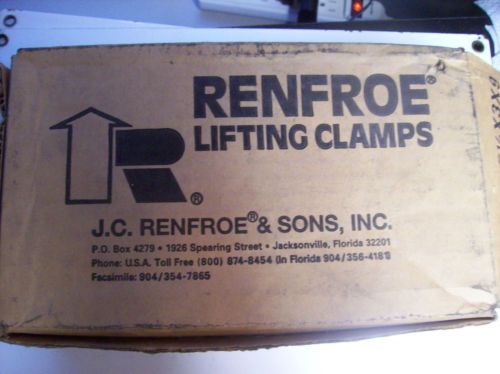 RENFROE®
LIFTING CLAMPS
R®
J.C. RENFROE® & SONS, INC.
P.O. Box 4279 • 1926 Spearing Street • Jacksonville, Florida 32201
Phone: U.S.A. Toll Free (800) 874-8454 (In Florida 904/356-4181)
Facsimile: 904/354-7865